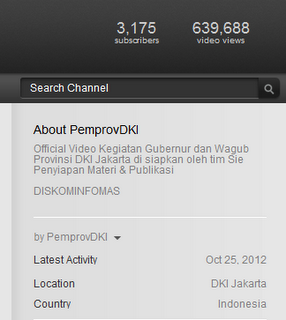 3,175 639,688
subscribers video views
Search Channel
About PemprovDKI
Official Video Kegiatan Gubernur dan Wagub
Provinsi DKI Jakarta di siapkan oleh tim Sie
Penyiapan Materi & Publikasi
DISKOMINFOMAS
by PemprovDKI
Latest Activity Oct 25, 2012
Location DKI Jakarta
Country Indonesia